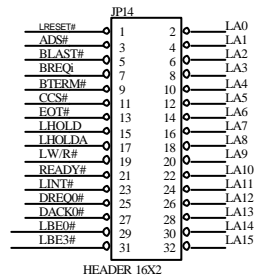 JP14
LRESET# 1 2 LA0
ADS# 3 4 LA1
BLAST# 5 6 LA2
BREQi 7 8 LA3
BTERM# 9 10 LA4
CCS# 11 12 LA5
EOT# 13 14 LA6
LHOLD 15 16 LA7
LHOLDA 17 18 LA8
LW/R# 19 20 LA9
READY# 21 22 LA10
LINT# 23 24 LA11
DREQ0# 25 26 LA12
DACK0# 27 28 LA13
LBE0# 29 30 LA14
LBE3# 31 32 LA15
HEADER 16X2